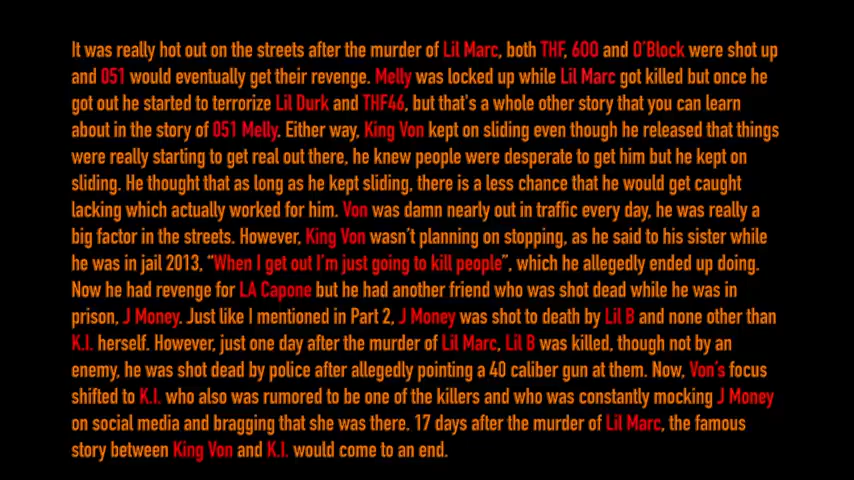 It was really hot out on the streets after the murder of Lil Marc, both THF, 600 and O'Block were shot up
and 051 would eventually get their revenge. Melly was locked up while Lil Marc got killed but once he
got out he started to terrorize Lil Durk and THF46, but that's a whole other story that you can learn
about in the story of 051 Melly. Either way, King Von kept on sliding even though he released that things
were really starting to get real out there, he knew people were desperate to get him but he kept on
sliding. He thought that as long as he kept sliding, there is a less chance that he would get caught
lacking which actually worked for him. Von was damn nearly out in traffic every day, he was really a
big factor in the streets. However, King Von wasn't planning on stopping, as he said to his sister while
he was in jail 2013, "When I get out I'm just going to kill people", which he allegedly ended up doing.
Now he had revenge for LA Capone but he had another friend who was shot dead while he was in
prison, J Money. Just like I mentioned in Part 2, J Money was shot to death by Lil B and none other than
K.I. herself. However, just one day after the murder of Lil Marc, Lil B was killed, though not by an
enemy, he was shot dead by police after allegedly pointing a 40 caliber gun at them. Now, Von's focus
shifted to K.I. who also was rumored to be one of the killers and who was constantly mocking J Money
on social media and bragging that she was there. 17 days after the murder of Lil Marc, the famous
story between King Von and K.I. would come to an end.